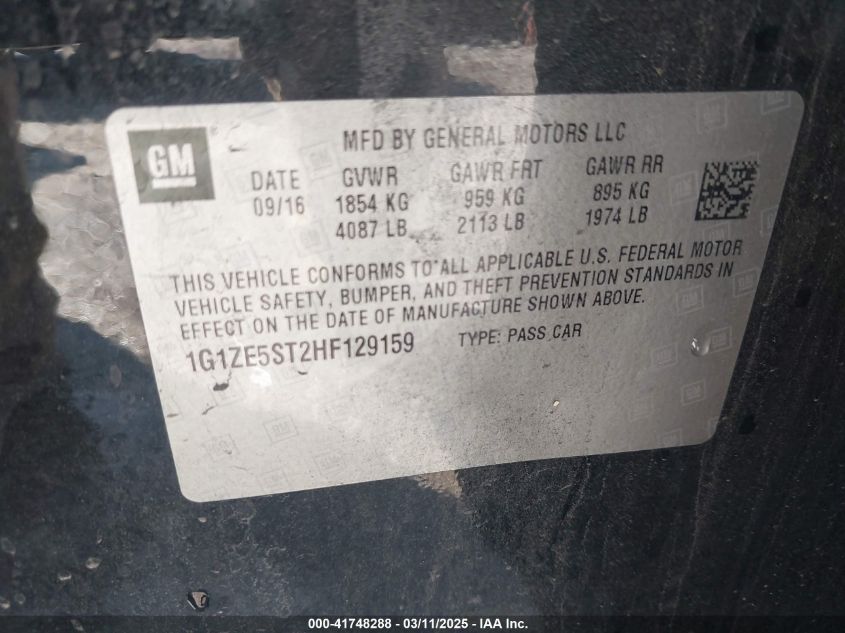 GM
MFD BY GENERAL MOTORS LLC
DATE GVWR GAWR FRT GAWR RR
09/16 1854 KG 959 KG 895 KG
4087 LB 2113 LB 1974 LB
THIS VEHICLE CONFORMS TO ALL APPLICABLE U.S. FEDERAL MOTOR
VEHICLE SAFETY, BUMPER, AND THEFT PREVENTION STANDARDS IN
EFFECT ON THE DATE OF MANUFACTURE SHOWN ABOVE.
1G1ZE5ST2HF129159 TYPE: PASS CAR
000-41748288 - 03/11/2025 - IAA Inc.